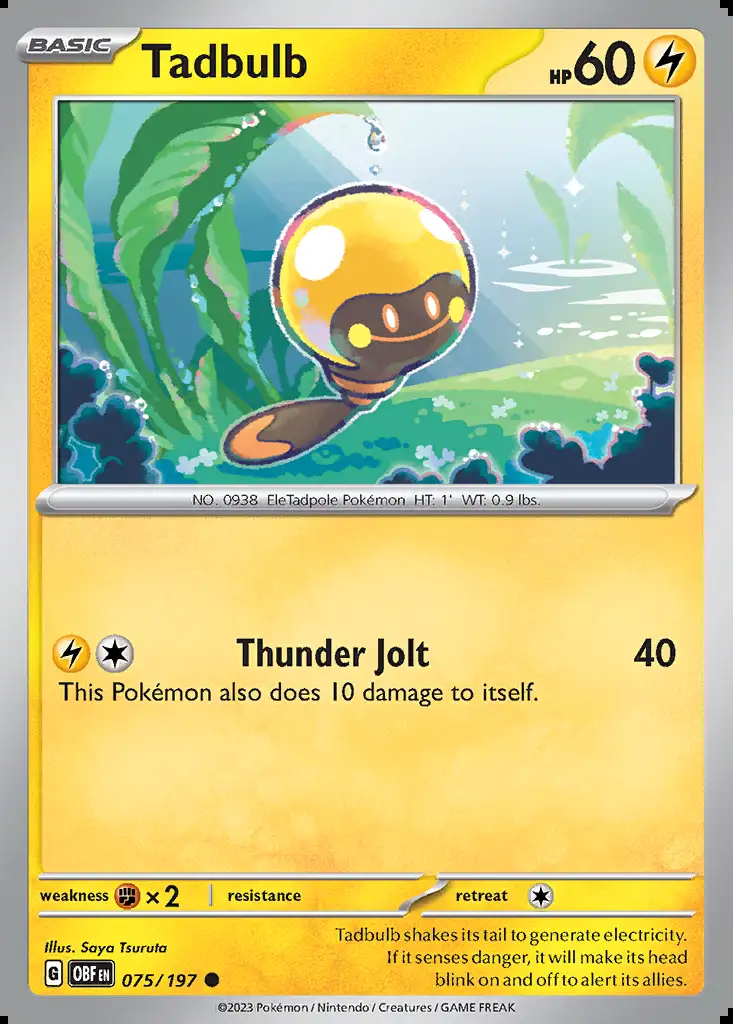 BASIC
Tadbulb
HP 60
NO. 0938 EleTadpole Pokémon HT: 1' WT: 0.9 lbs.
Thunder Jolt 40
This Pokémon also does 10 damage to itself.
weakness ×2 resistance retreat
Illus. Saya Tsuruta
Tadbulb shakes its tail to generate electricity.
If it senses danger, it will make its head
blink on and off to alert its allies.
G OBF EN 075/197
©2023 Pokémon / Nintendo / Creatures / GAME FREAK